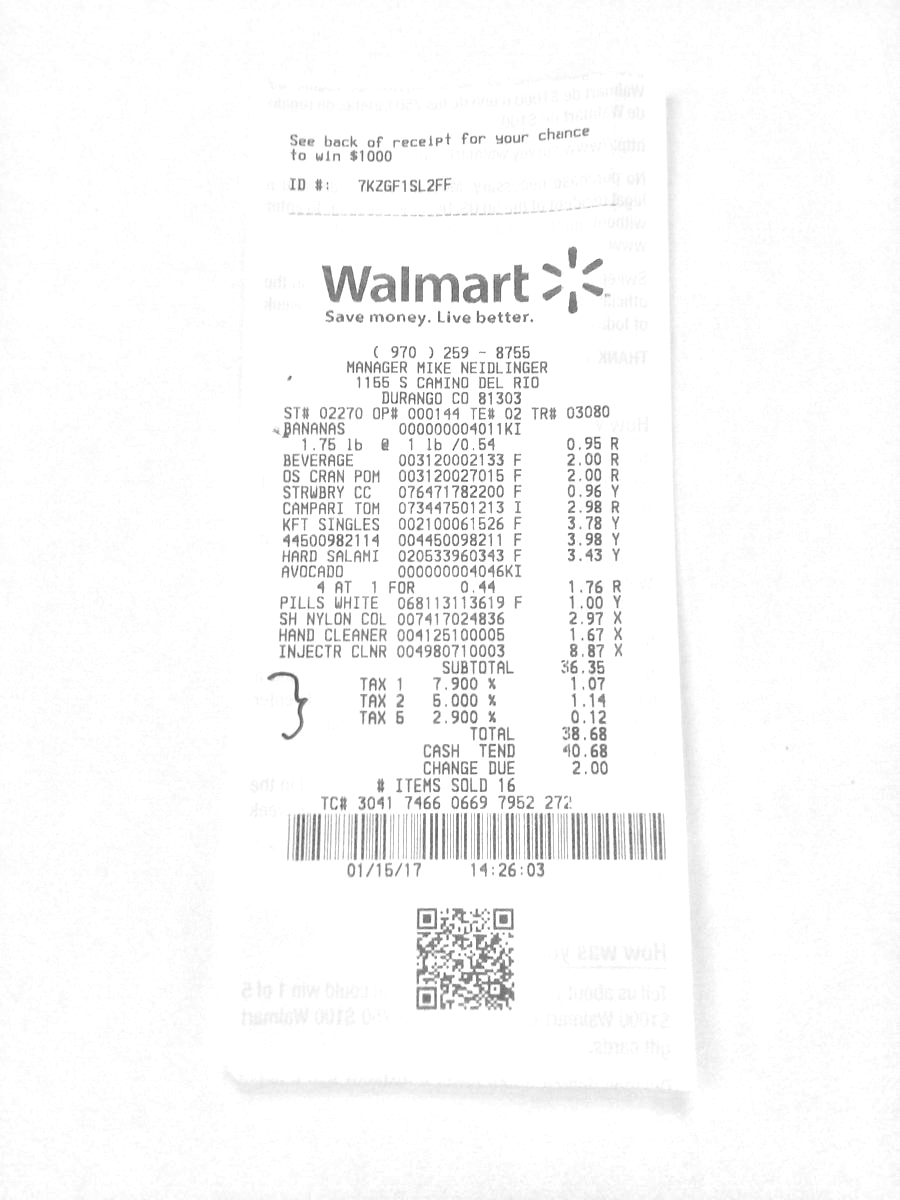 See back of receipt for your chance
to win $1000
ID #: 7KZGF1SL2FF
Walmart
Save money. Live better.
( 970 ) 259 - 8755
MANAGER MIKE NEIDLINGER
1155 S CAMINO DEL RIO
DURANGO CO 81303
ST# 02270 OP# 000144 TE# 02 TR# 03080
BANANAS 000000004011KI
1.75 lb @ 1 lb /0.54 0.95 R
BEVERAGE 003120002133 F 2.00 R
OS CRAN POM 003120027015 F 2.00 R
STRWBRY CC 076471782200 F 0.96 Y
CAMPARI TOM 073447501213 I 2.98 R
KFT SINGLES 002100061526 F 3.78 Y
44500982114 004450098211 F 3.98 Y
HARD SALAMI 020533960343 F 3.43 Y
AVOCADO 000000004046KI
4 AT 1 FOR 0.44 1.76 R
PILLS WHITE 068113113619 F 1.00 Y
SH NYLON COL 007417024836 2.97 X
HAND CLEANER 004125100005 1.67 X
INJECTR CLNR 004980710003 8.87 X
SUBTOTAL 36.35
TAX 1 7.900 % 1.07
TAX 2 5.000 % 1.14
TAX 5 2.900 % 0.12
TOTAL 38.68
CASH TEND 40.68
CHANGE DUE 2.00
# ITEMS SOLD 16
TC# 3041 7466 0669 7952 272
01/15/17 14:26:03